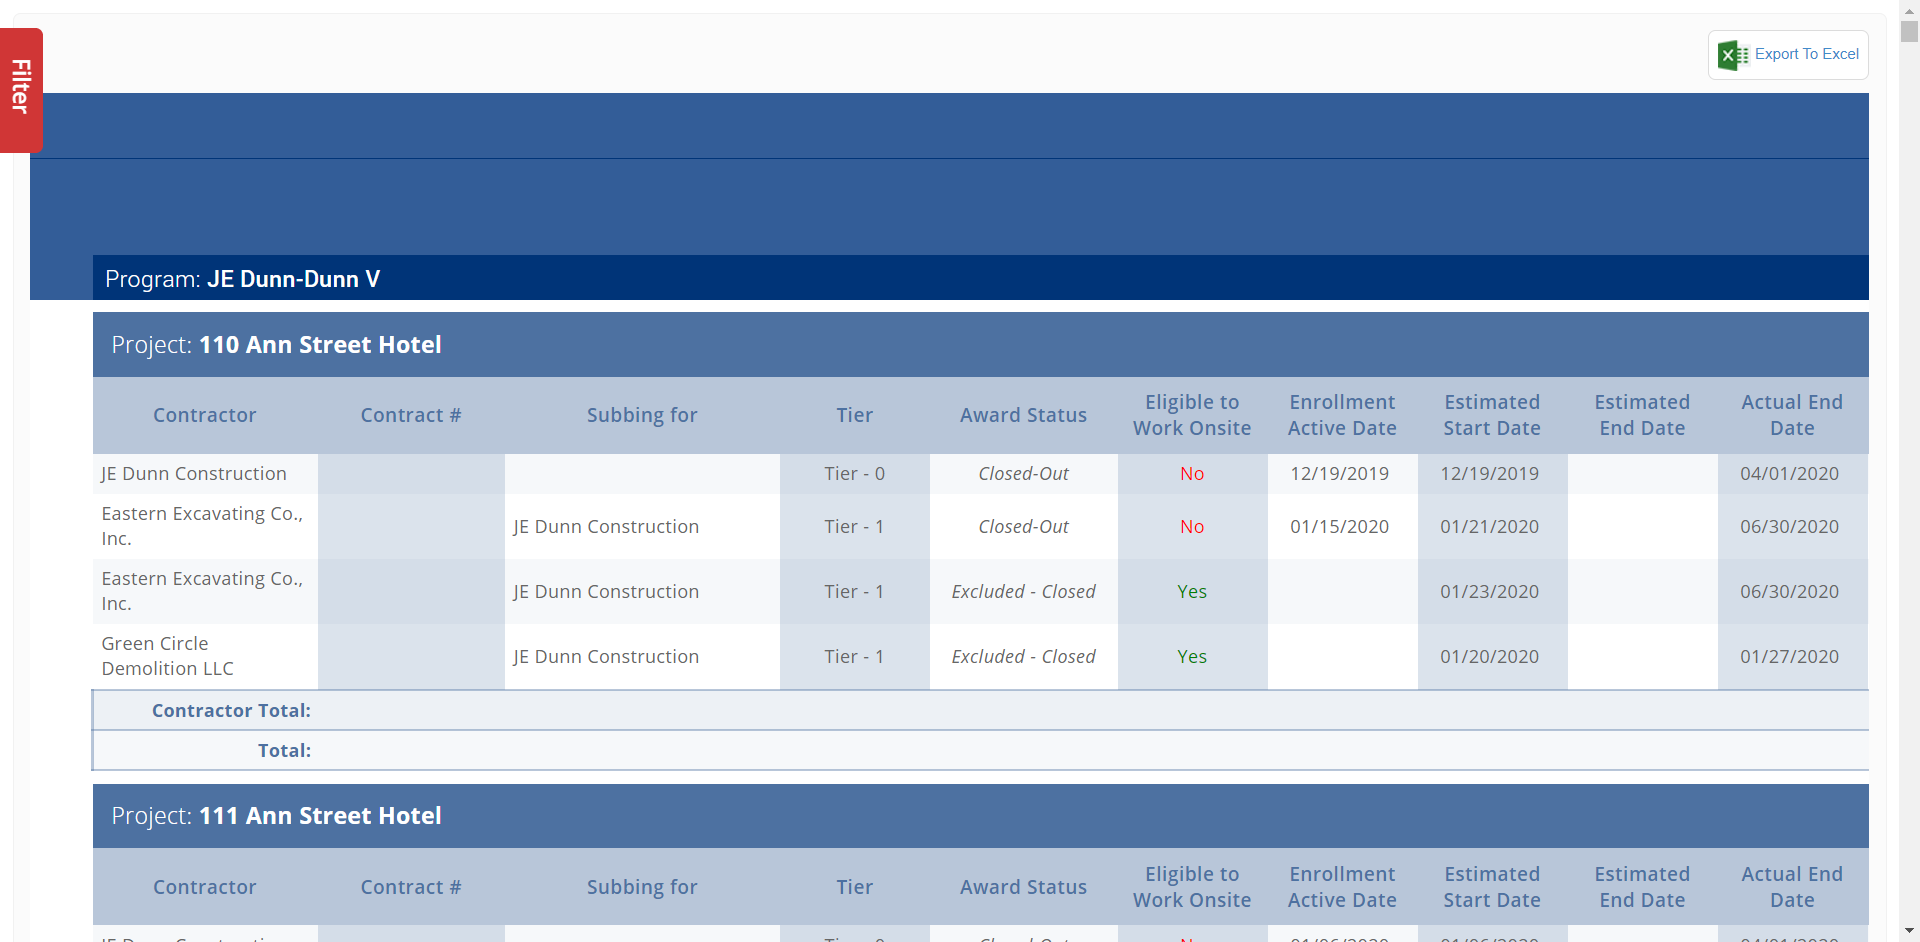 Filter
Export To Excel
Program: JE Dunn-Dunn V
Project: 110 Ann Street Hotel
Contractor Contract # Subbing for Tier Award Status Eligible to Work Onsite Enrollment Active Date Estimated Start Date Estimated End Date Actual End Date
JE Dunn Construction Tier - 0 Closed-Out No 12/19/2019 12/19/2019 04/01/2020
Eastern Excavating Co., Inc. JE Dunn Construction Tier - 1 Closed-Out No 01/15/2020 01/21/2020 06/30/2020
Eastern Excavating Co., Inc. JE Dunn Construction Tier - 1 Excluded - Closed Yes 01/23/2020 06/30/2020
Green Circle Demolition LLC JE Dunn Construction Tier - 1 Excluded - Closed Yes 01/20/2020 01/27/2020
Contractor Total:
Total:
Project: 111 Ann Street Hotel
Contractor Contract # Subbing for Tier Award Status Eligible to Work Onsite Enrollment Active Date Estimated Start Date Estimated End Date Actual End Date